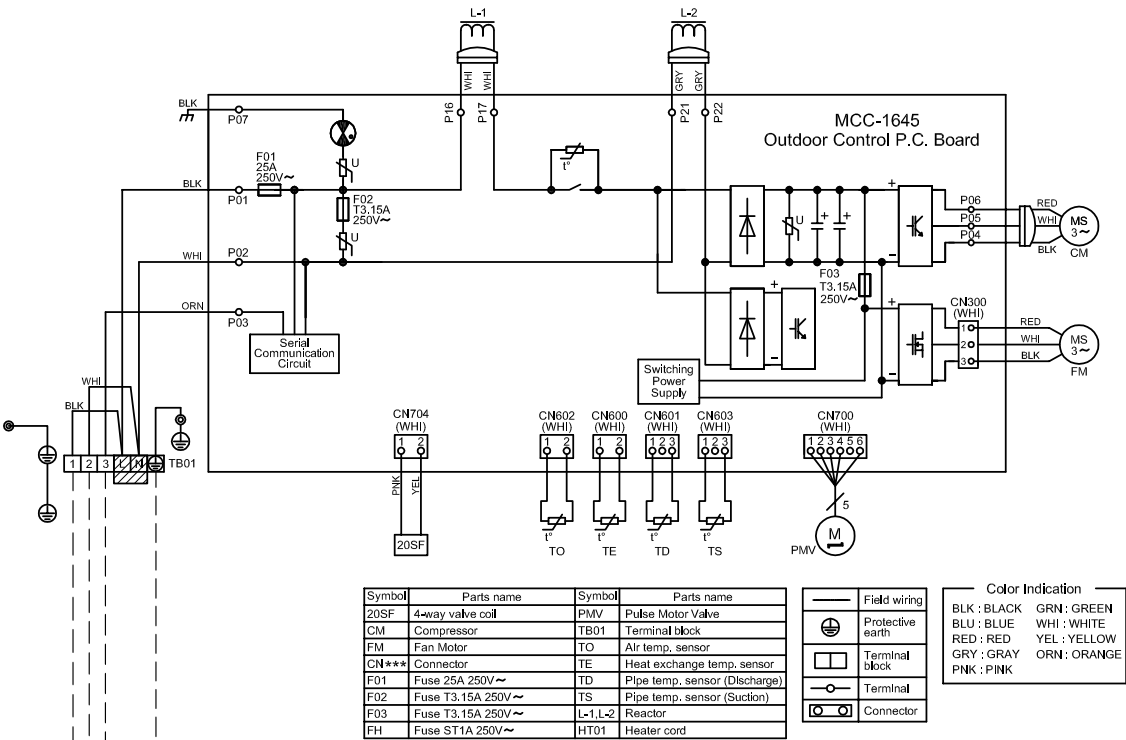 L-1
L-2
WHI
WHI
GRY
GRY
BLK
P07
P16
P17
P21
P22
MCC-1645
Outdoor Control P.C. Board
F01
25A
250V~
U
t°
BLK
P01
F02
T3.15A
250V~
U
U
+
+
+
P06
P05
P04
RED
WHI
BLK
MS
3~
CM
WHI
P02
−
F03
T3.15A
250V~
ORN
P03
Serial
Communication
Circuit
+
−
CN300
(WHI)
+
−
1
2
3
RED
WHI
BLK
MS
3~
FM
Switching
Power
Supply
WHI
BLK
1 2 3 L N
TB01
CN704
(WHI)
1 2
PNK
YEL
20SF
CN602
(WHI)
1 2
t°
TO
CN600
(WHI)
1 2
t°
TE
CN601
(WHI)
1 2 3
t°
TD
CN603
(WHI)
1 2 3
t°
TS
CN700
(WHI)
1 2 3 4 5 6
5
M
PMV
Symbol Parts name Symbol Parts name
20SF 4-way valve coil PMV Pulse Motor Valve
CM Compressor TB01 Terminal block
FM Fan Motor TO Air temp. sensor
CN*** Connector TE Heat exchange temp. sensor
F01 Fuse 25A 250V~ TD Pipe temp. sensor (Discharge)
F02 Fuse T3.15A 250V~ TS Pipe temp. sensor (Suction)
F03 Fuse T3.15A 250V~ L-1,L-2 Reactor
FH Fuse ST1A 250V~ HT01 Heater cord
Field wiring
Protective
earth
Terminal
block
Terminal
Connector
Color Indication
BLK : BLACK GRN : GREEN
BLU : BLUE WHI : WHITE
RED : RED YEL : YELLOW
GRY : GRAY ORN : ORANGE
PNK : PINK